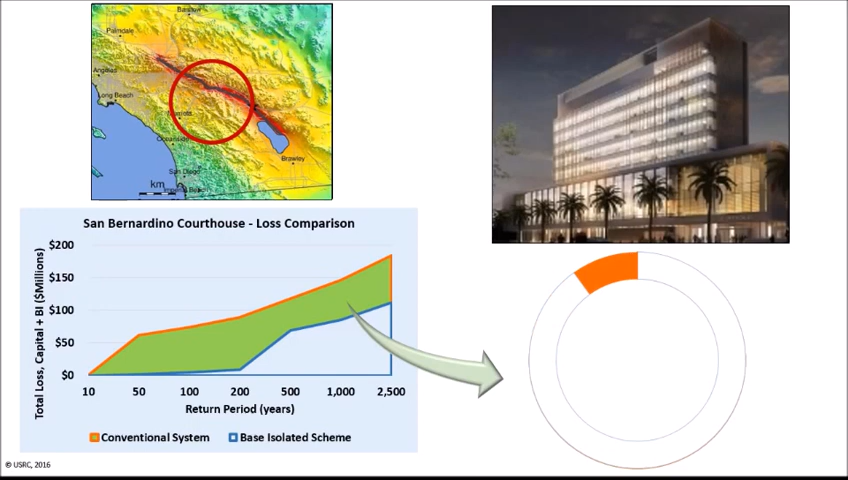 Barstow
Palmdale
Angeles
Long Beach
Oceanside
San Diego
Brawley
km
Imperial Beach
San Bernardino Courthouse - Loss Comparison
Total Loss, Capital + BI ($Millions)
$200
$150
$100
$50
$0
10 50 100 200 500 1,000 2,500
Return Period (years)
Conventional System Base Isolated Scheme
© USRC, 2016